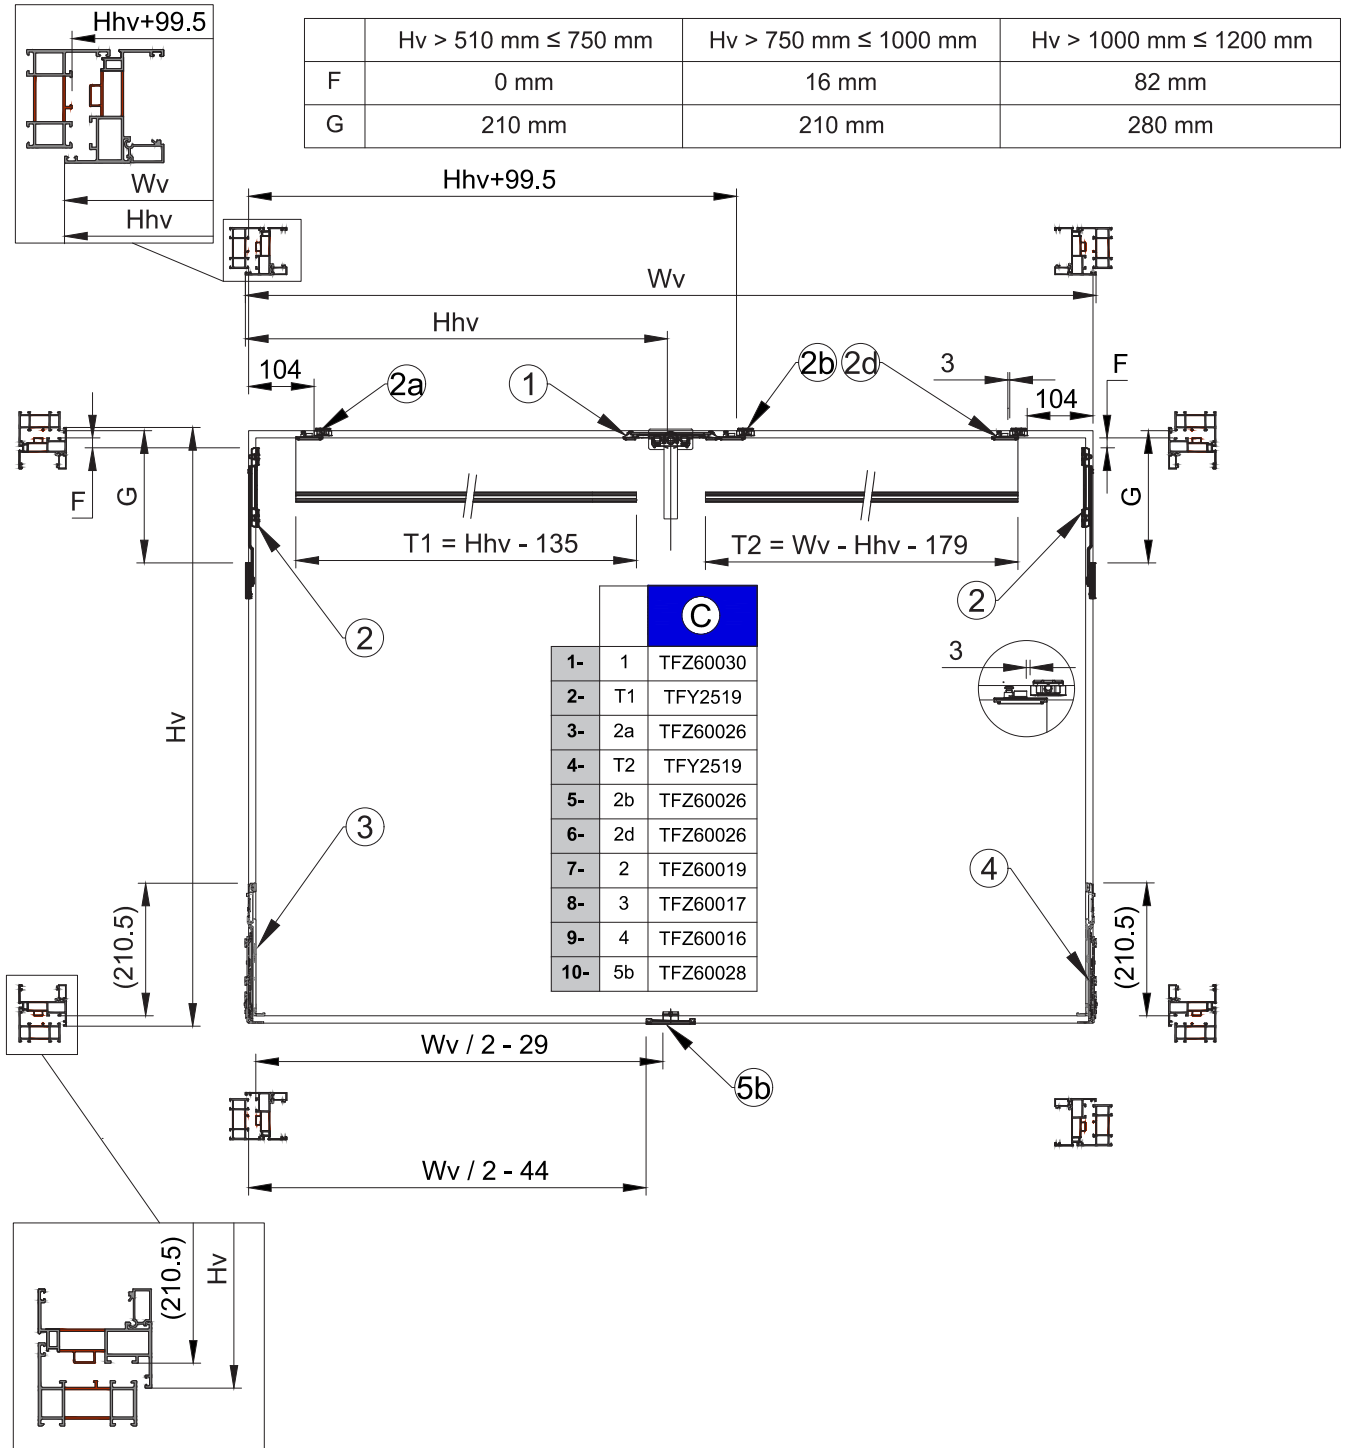 Hhv+99.5
Wv
Hhv
Hv > 510 mm ≤ 750 mm Hv > 750 mm ≤ 1000 mm Hv > 1000 mm ≤ 1200 mm
F 0 mm 16 mm 82 mm
G 210 mm 210 mm 280 mm
Hhv+99.5
Wv
Hhv
104 2a 1 2b 2d 3 F
104
F G G
T1 = Hhv - 135 T2 = Wv - Hhv - 179
2 2
C
1- 1 TFZ60030
2- T1 TFY2519
3- 2a TFZ60026
4- T2 TFY2519
5- 2b TFZ60026
6- 2d TFZ60026
7- 2 TFZ60019
8- 3 TFZ60017
9- 4 TFZ60016
10- 5b TFZ60028
3
Hv
3
4
(210.5) (210.5)
Wv / 2 - 29
5b
Wv / 2 - 44
(210.5) Hv